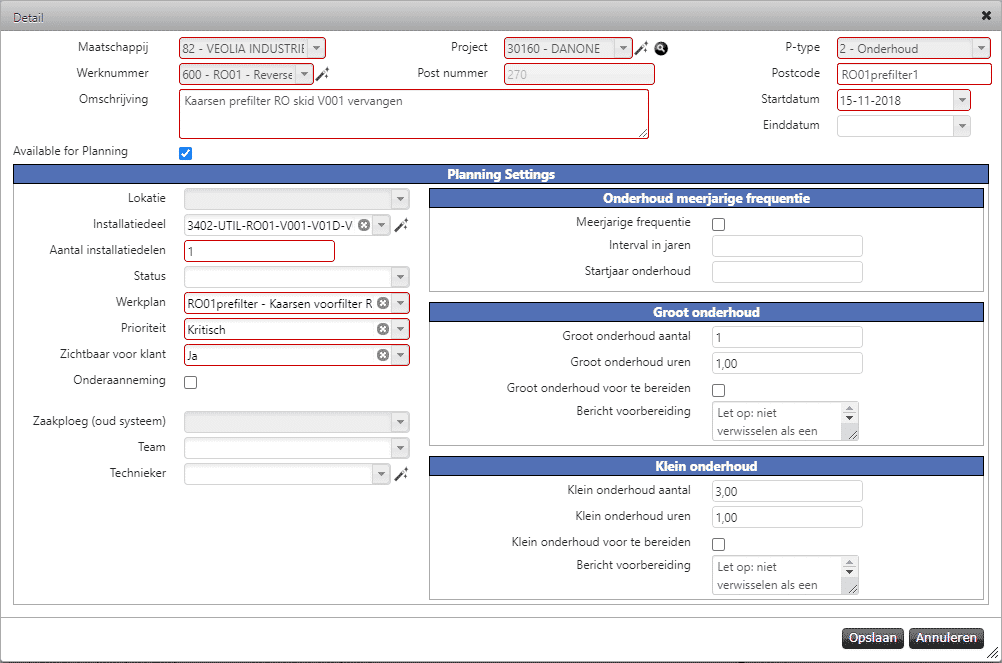 Detail
Maatschappij 82 - VEOLIA INDUSTRIE Project 30160 - DANONE P-type 2 - Onderhoud
Werknummer 600 - RO01 - Reverse Post nummer 270 Postcode RO01prefilter1
Omschrijving Kaarsen prefilter RO skid V001 vervangen Startdatum 15-11-2018
Einddatum
Available for Planning
Planning Settings
Lokatie
Installatiedeel 3402-UTIL-RO01-V001-V01D-V
Aantal installatiedelen 1
Status
Werkplan RO01prefilter - Kaarsen voorfilter R
Prioriteit Kritisch
Zichtbaar voor klant Ja
Onderaanneming
Zaakploeg (oud systeem)
Team
Technieker
Onderhoud meerjarige frequentie
Meerjarige frequentie
Interval in jaren
Startjaar onderhoud
Groot onderhoud
Groot onderhoud aantal 1
Groot onderhoud uren 1,00
Groot onderhoud voor te bereiden
Bericht voorbereiding Let op: niet
verwisselen als een
Klein onderhoud
Klein onderhoud aantal 3,00
Klein onderhoud uren 1,00
Klein onderhoud voor te bereiden
Bericht voorbereiding Let op: niet
verwisselen als een
Opslaan Annuleren